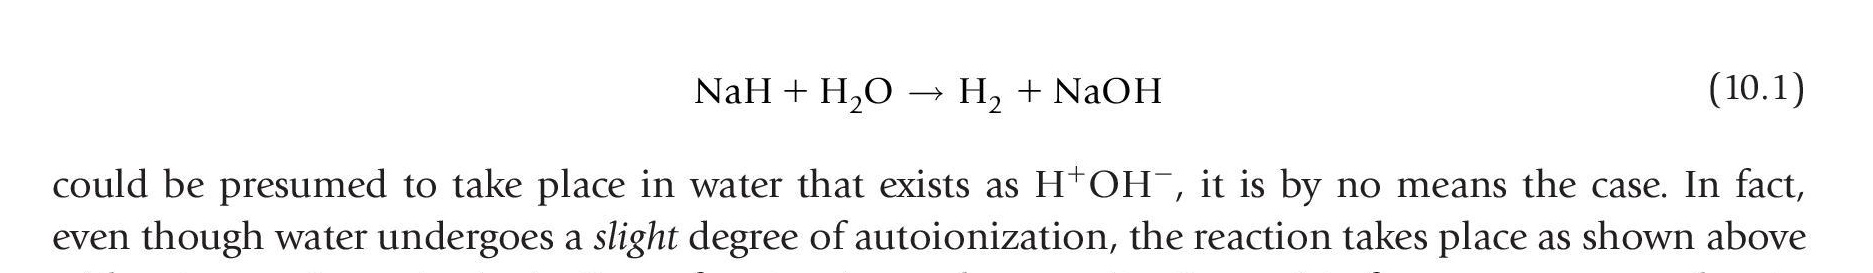 NaH + H₂O → H₂ + NaOH (10.1)
could be presumed to take place in water that exists as H⁺OH⁻, it is by no means the case. In fact,
even though water undergoes a slight degree of autoionization, the reaction takes place as shown above